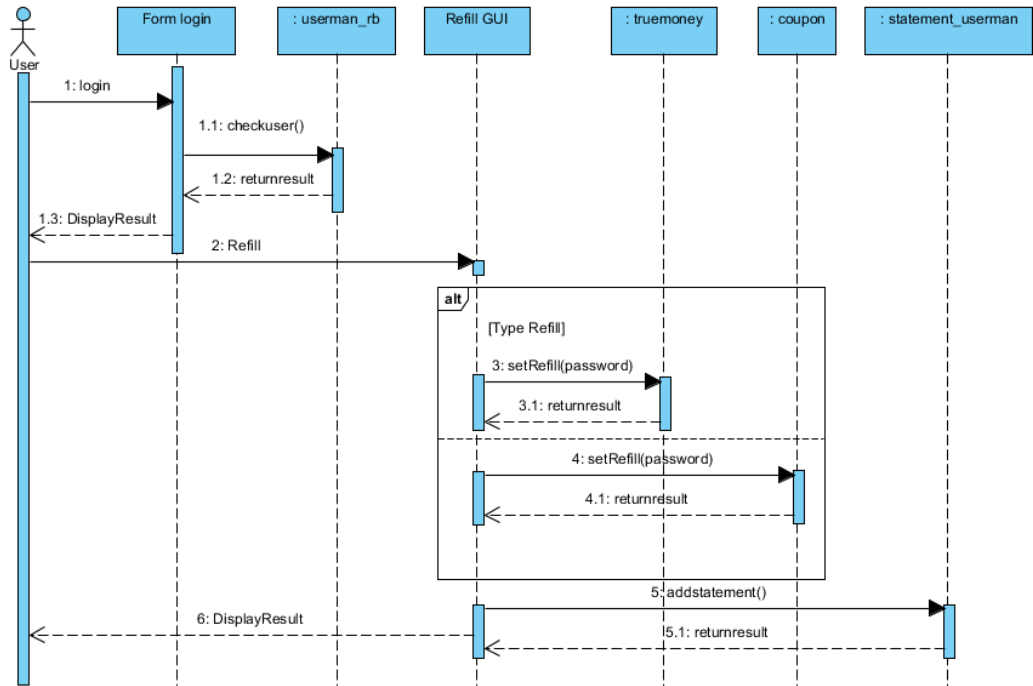 Form login
: userman_rb
Refill GUI
: truemoney
: coupon
: statement_userman
User
1: login
1.1: checkuser()
1.2: returnresult
1.3: DisplayResult
2: Refill
alt
[Type Refill]
3: setRefill(password)
3.1: returnresult
4: setRefill(password)
4.1: returnresult
5: addstatement()
6: DisplayResult
5.1: returnresult